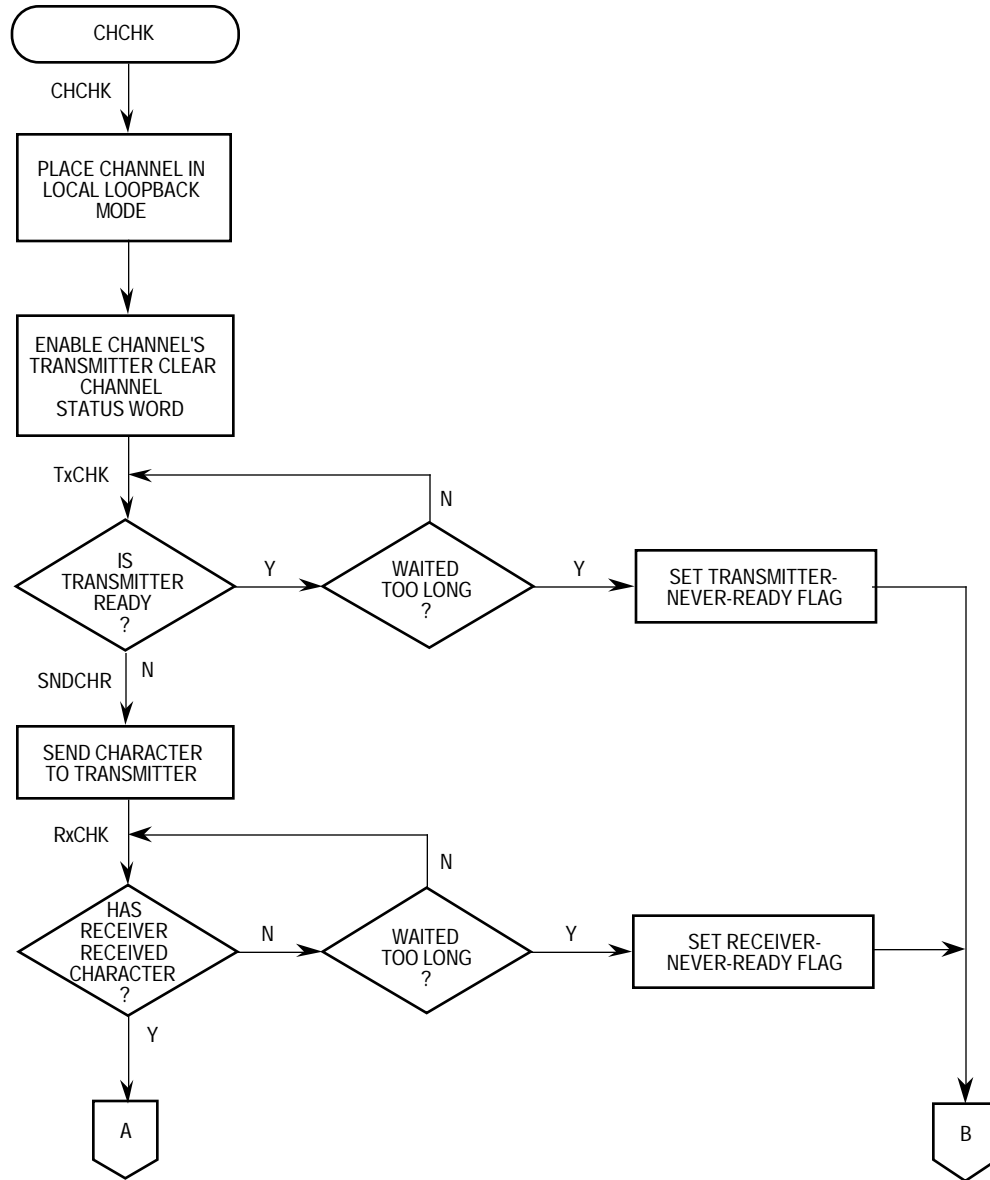 CHCHK
CHCHK
PLACE CHANNEL IN
LOCAL LOOPBACK
MODE
ENABLE CHANNEL'S
TRANSMITTER CLEAR
CHANNEL
STATUS WORD
TxCHK
N
IS
TRANSMITTER
READY
?
Y
WAITED
TOO LONG
?
Y
SET TRANSMITTER-
NEVER-READY FLAG
N
SNDCHR
SEND CHARACTER
TO TRANSMITTER
RxCHK
N
HAS
RECEIVER
RECEIVED
CHARACTER
?
N
WAITED
TOO LONG
?
Y
SET RECEIVER-
NEVER-READY FLAG
Y
A
B